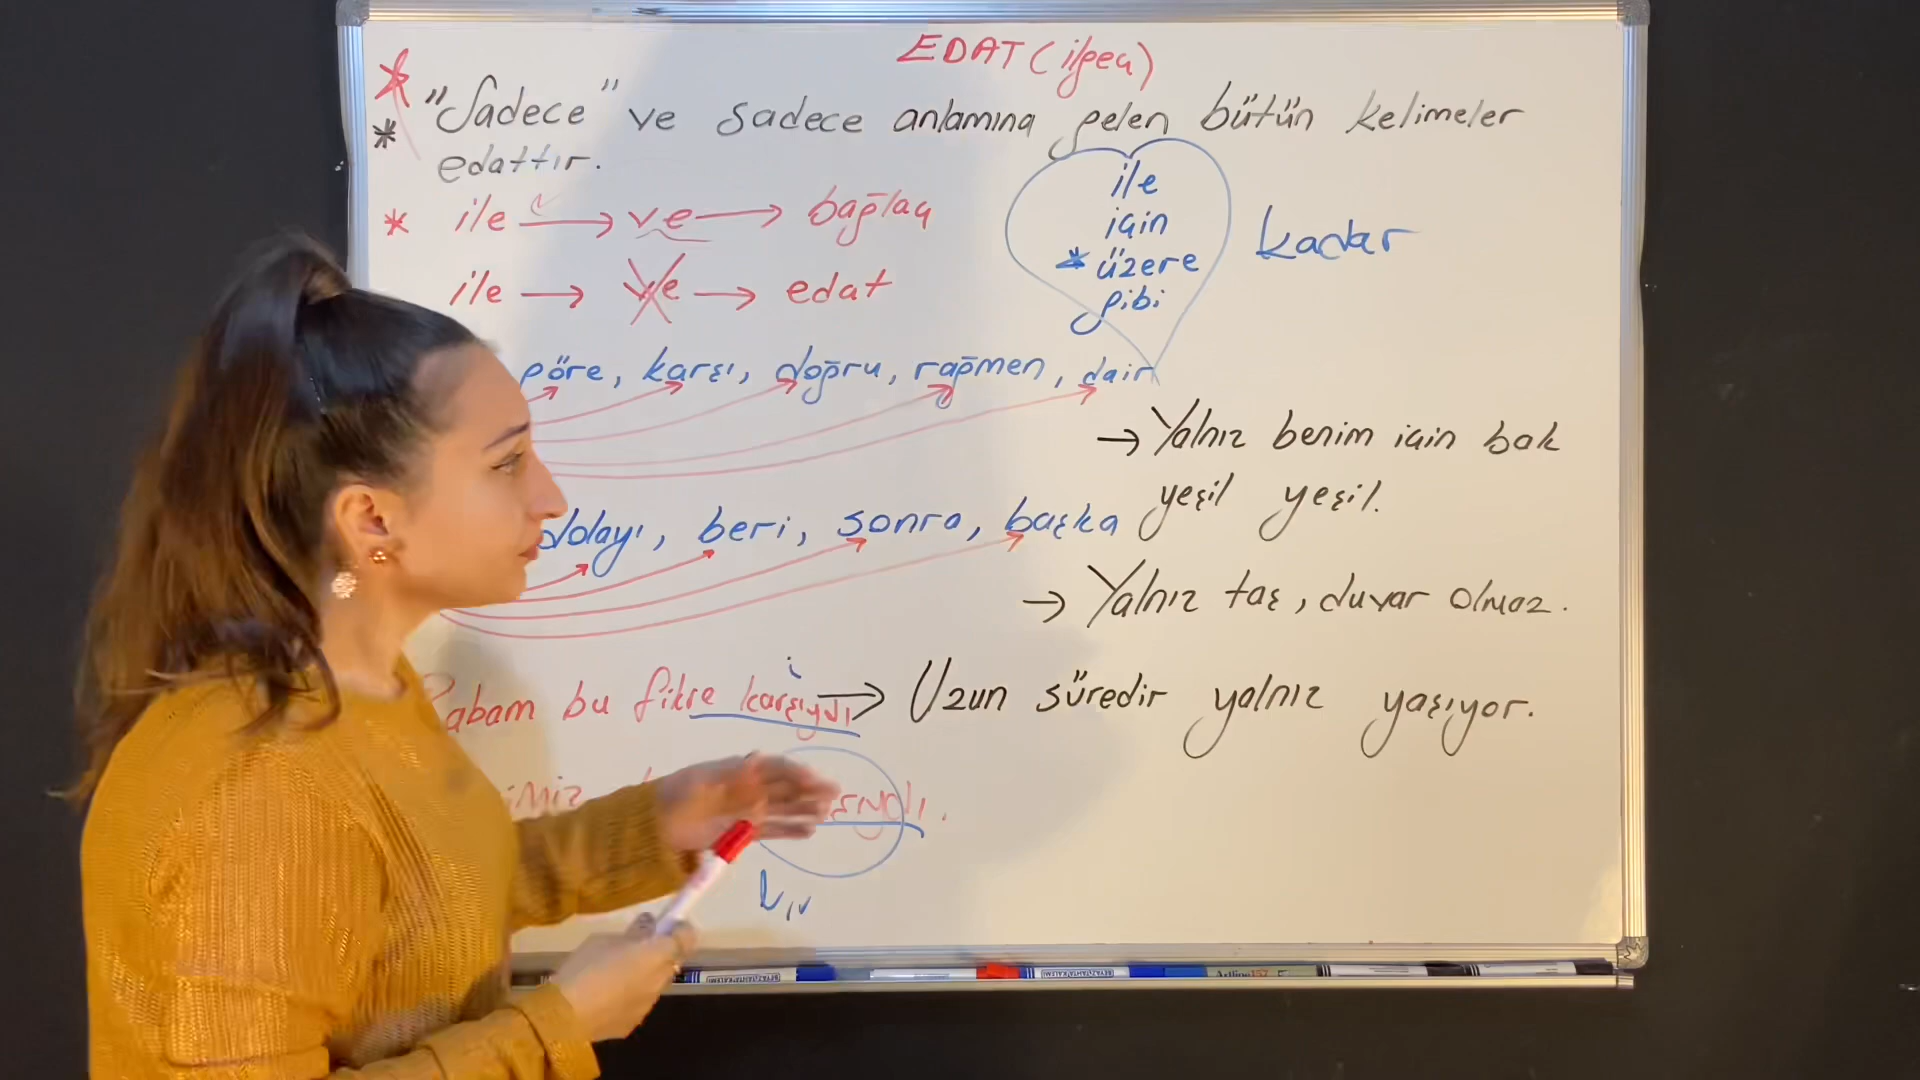 EDAT (ilgeç)
* "Sadece" ve sadece anlamına gelen bütün kelimeler
* edattır.
* ile → ve → bağlaç
ile → ve → edat
ile
için
* üzere
gibi
kadar
göre, karşı, doğru, rağmen, dair
→ Yalnız benim için bak
yeşil yeşil.
dolayı, beri, sonra, başka
→ Yalnız taş, duvar olmaz.
Babam bu fikre karşıydı
→ Uzun süredir yalnız yaşıyor.